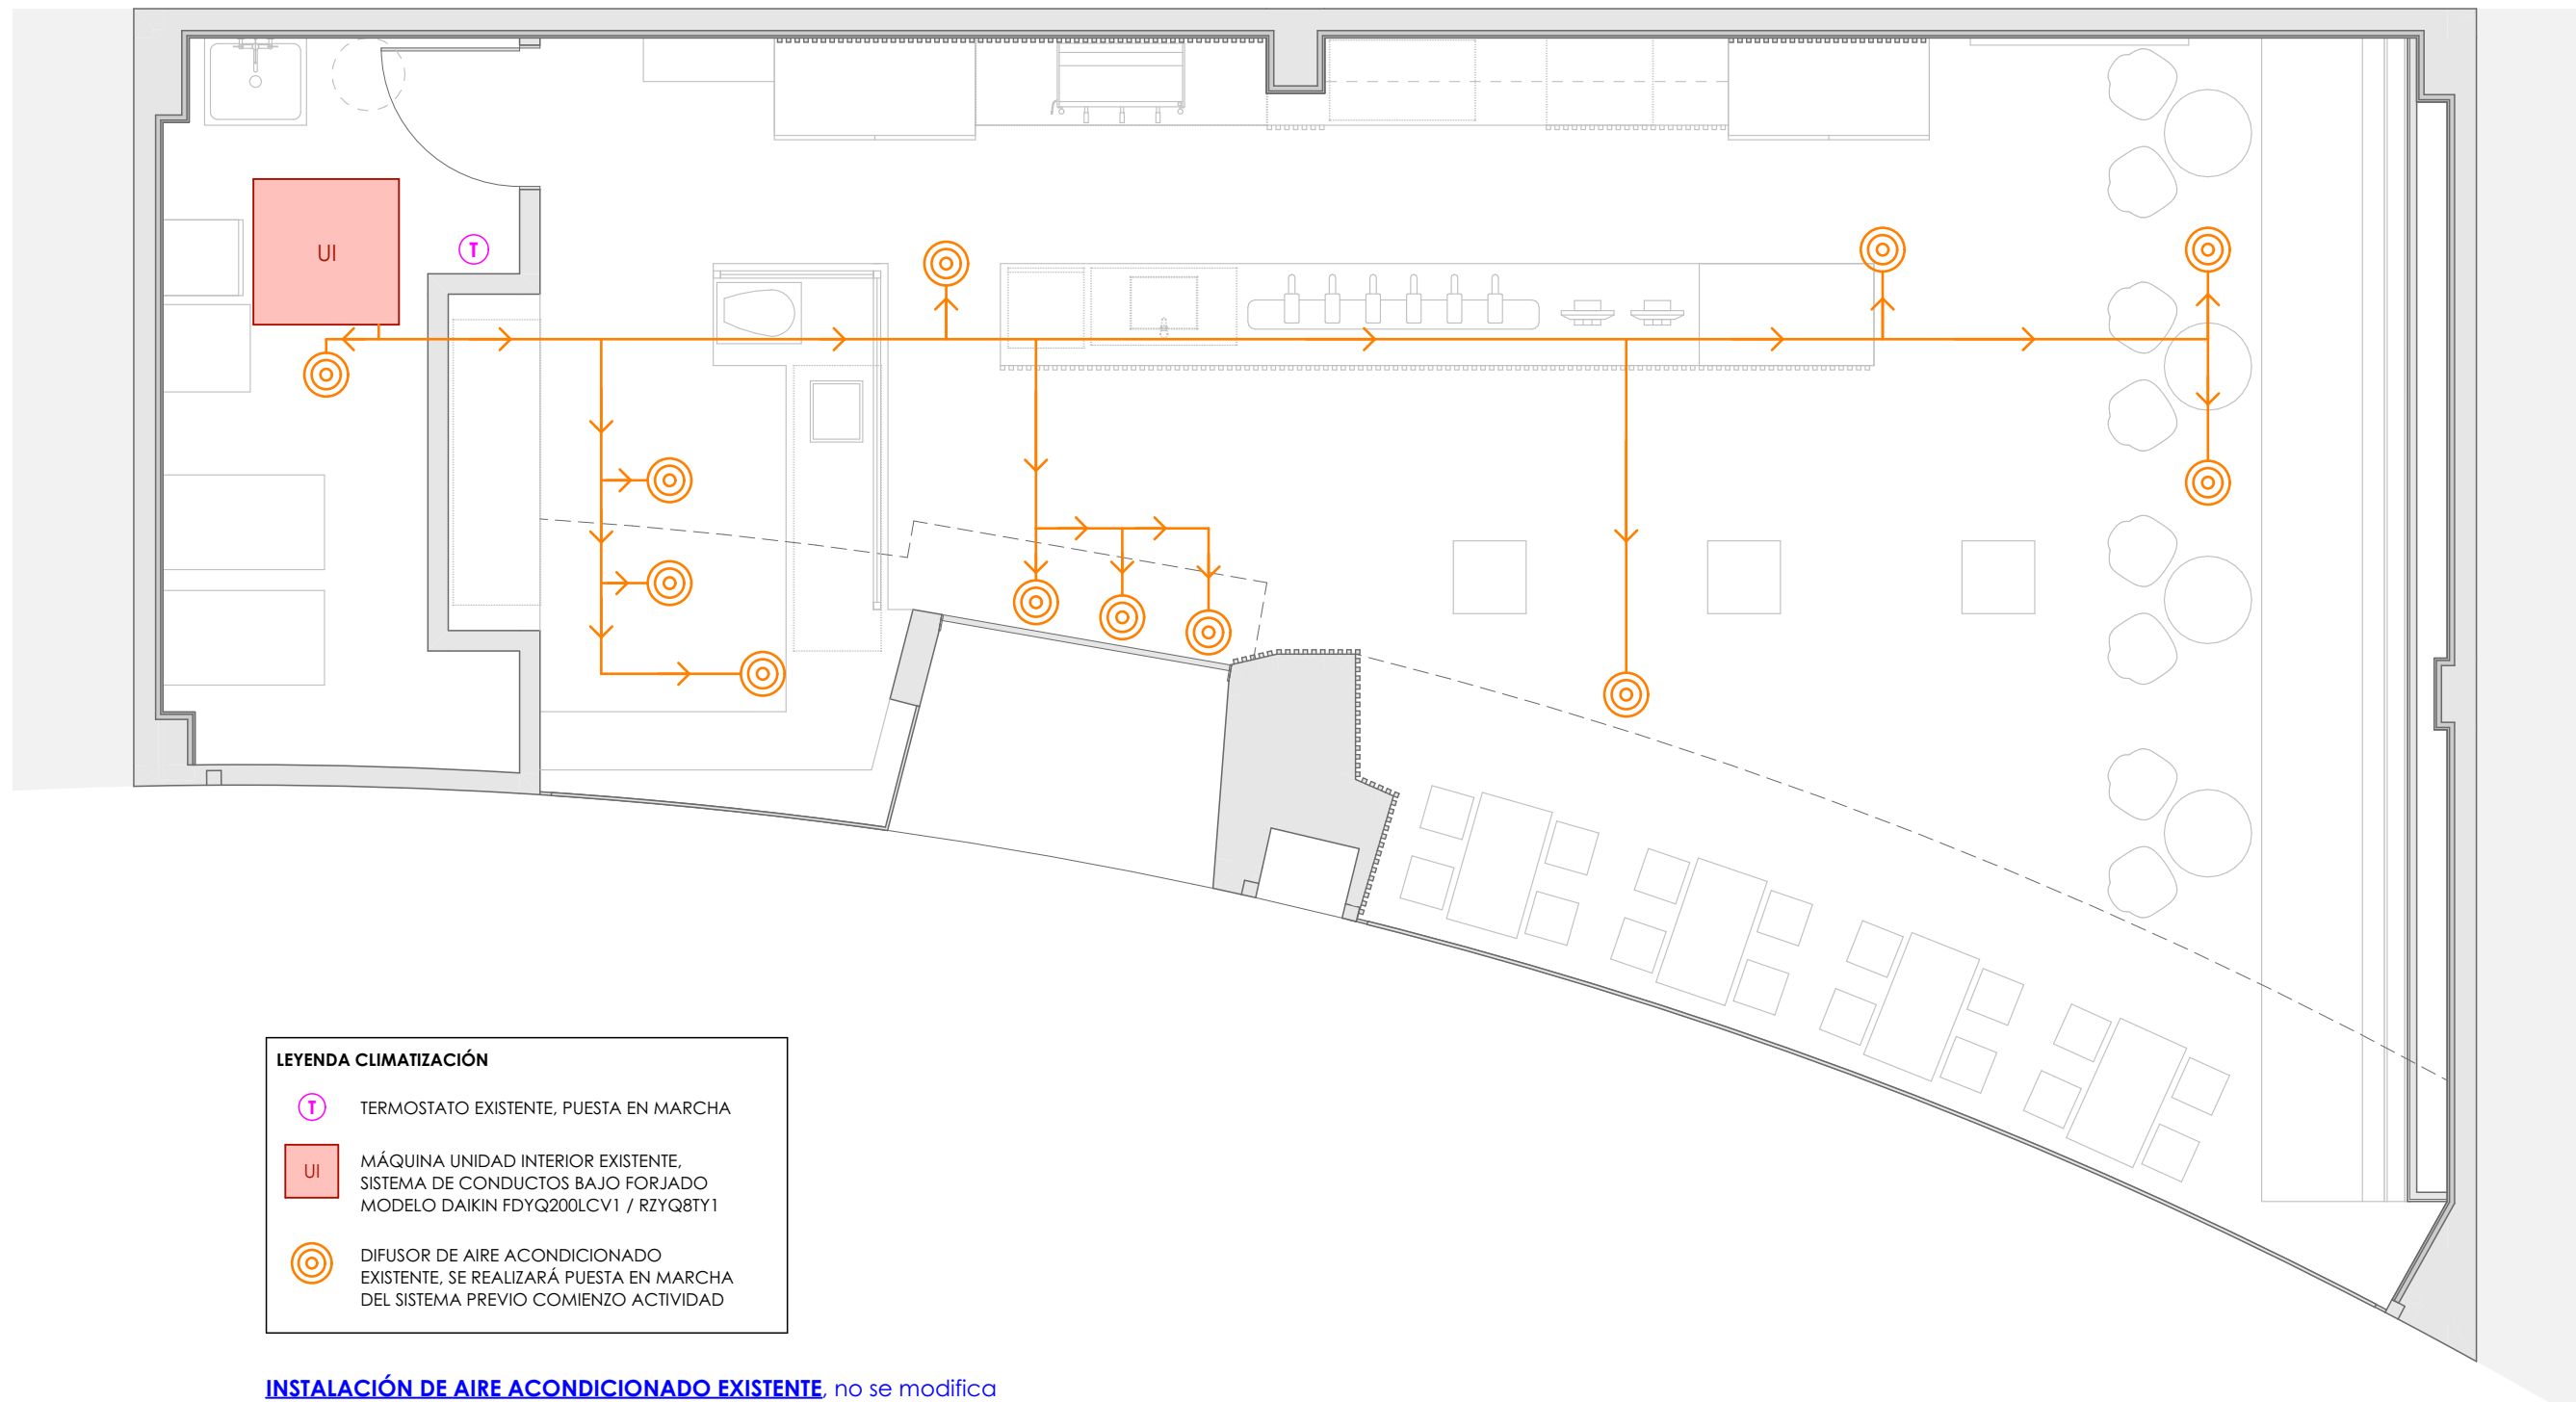 UI
T
LEYENDA CLIMATIZACIÓN
T
TERMOSTATO EXISTENTE, PUESTA EN MARCHA
UI
MÁQUINA UNIDAD INTERIOR EXISTENTE,
SISTEMA DE CONDUCTOS BAJO FORJADO
MODELO DAIKIN FDYQ200LCV1 / RZYQ8TY1
DIFUSOR DE AIRE ACONDICIONADO
EXISTENTE, SE REALIZARÁ PUESTA EN MARCHA
DEL SISTEMA PREVIO COMIENZO ACTIVIDAD
INSTALACIÓN DE AIRE ACONDICIONADO EXISTENTE, no se modifica